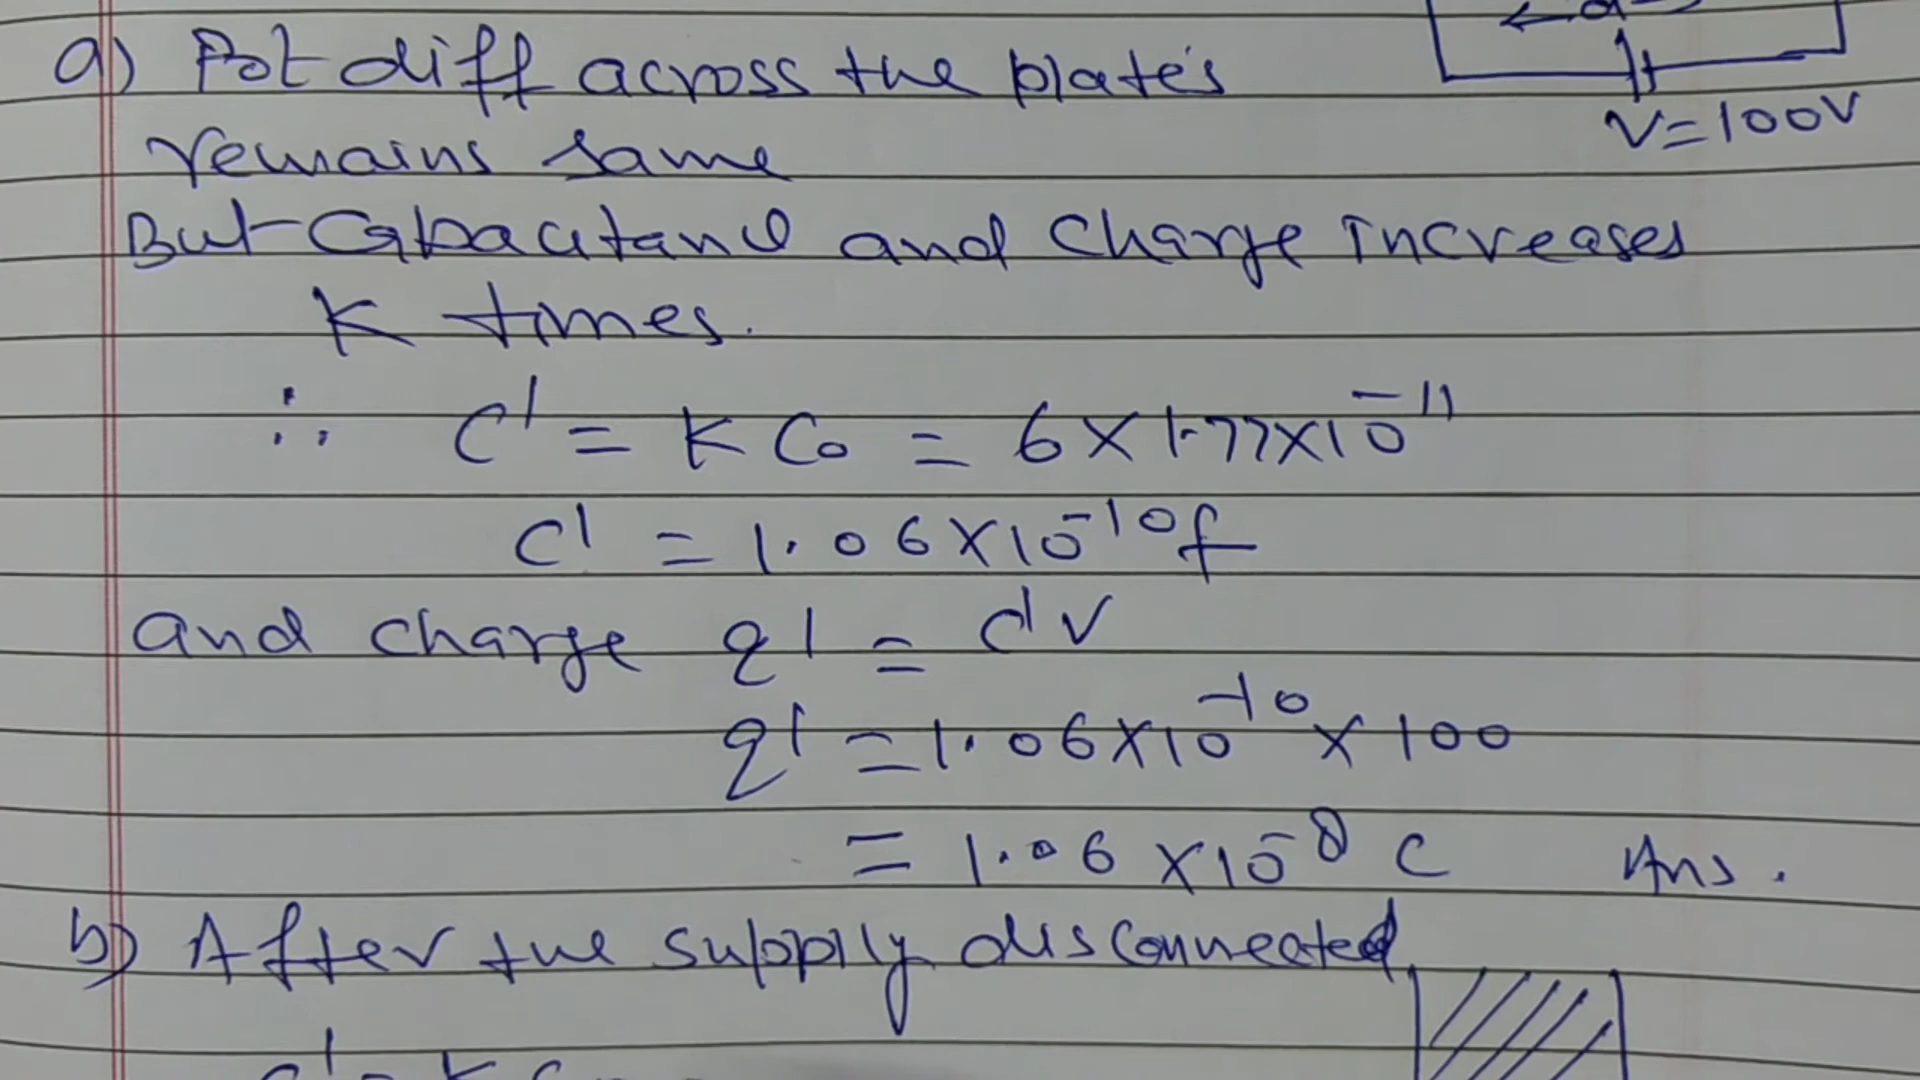 a) Pot diff across the plates
d
V=100V
remains same
But Capacitance and Charge increases
K times.
∴ C' = K C₀ = 6×1.77×10⁻¹¹
C' = 1.06×10⁻¹⁰f
and charge q' = c'v
q' = 1.06×10⁻¹⁰ × 100
= 1.06 ×10⁻⁸ C Ans.
b) After the supply disconnected